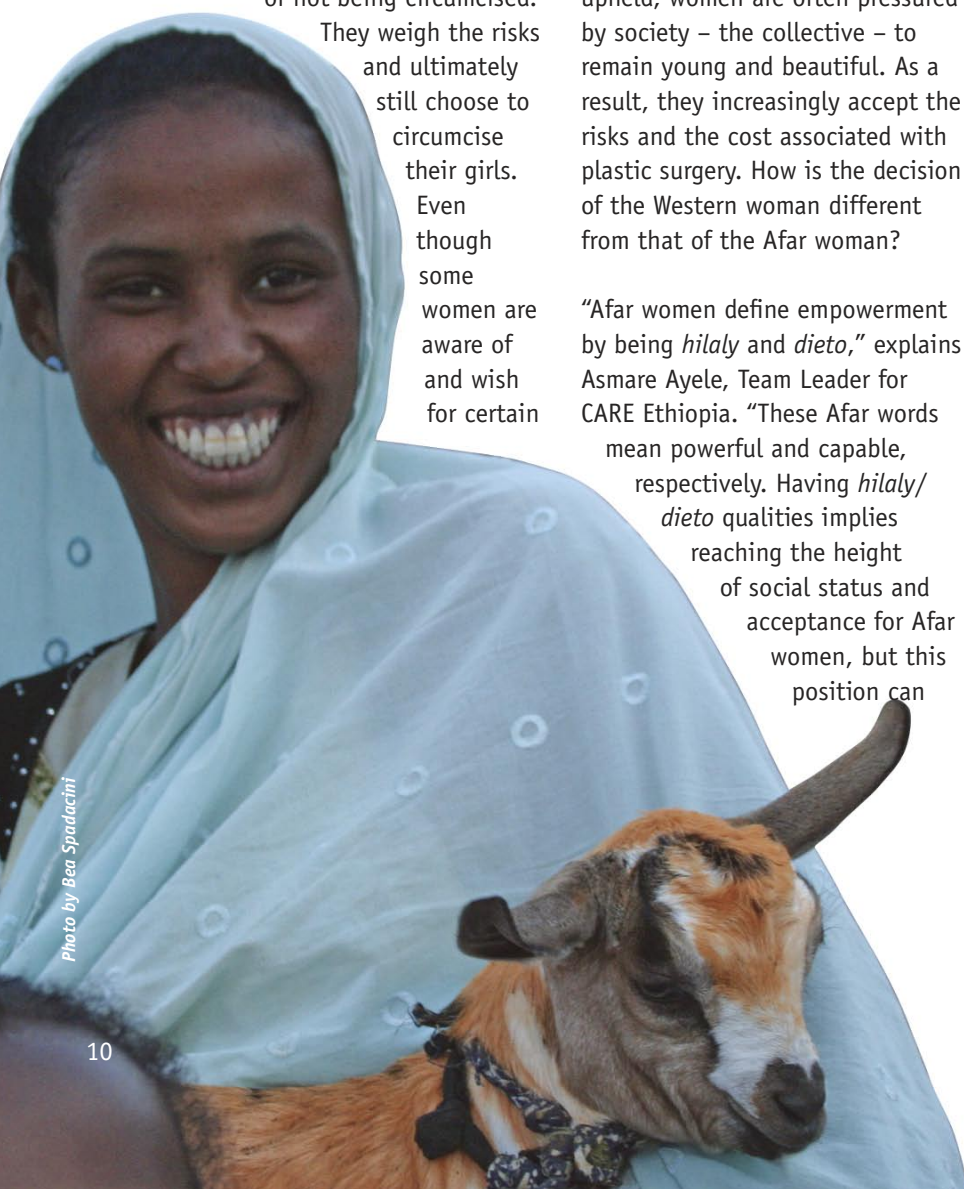 of not being circumcised.
They weigh the risks
and ultimately
still choose to
circumcise
their girls.
Even
though
some
women are
aware of
and wish
for certain
upheld, women are often pressured
by society – the collective – to
remain young and beautiful. As a
result, they increasingly accept the
risks and the cost associated with
plastic surgery. How is the decision
of the Western woman different
from that of the Afar woman?
“Afar women define empowerment
by being hilaly and dieto,” explains
Asmare Ayele, Team Leader for
CARE Ethiopia. “These Afar words
mean powerful and capable,
respectively. Having hilaly/
dieto qualities implies
reaching the height
of social status and
acceptance for Afar
women, but this
position can
Photo by Bea Spadacini
10